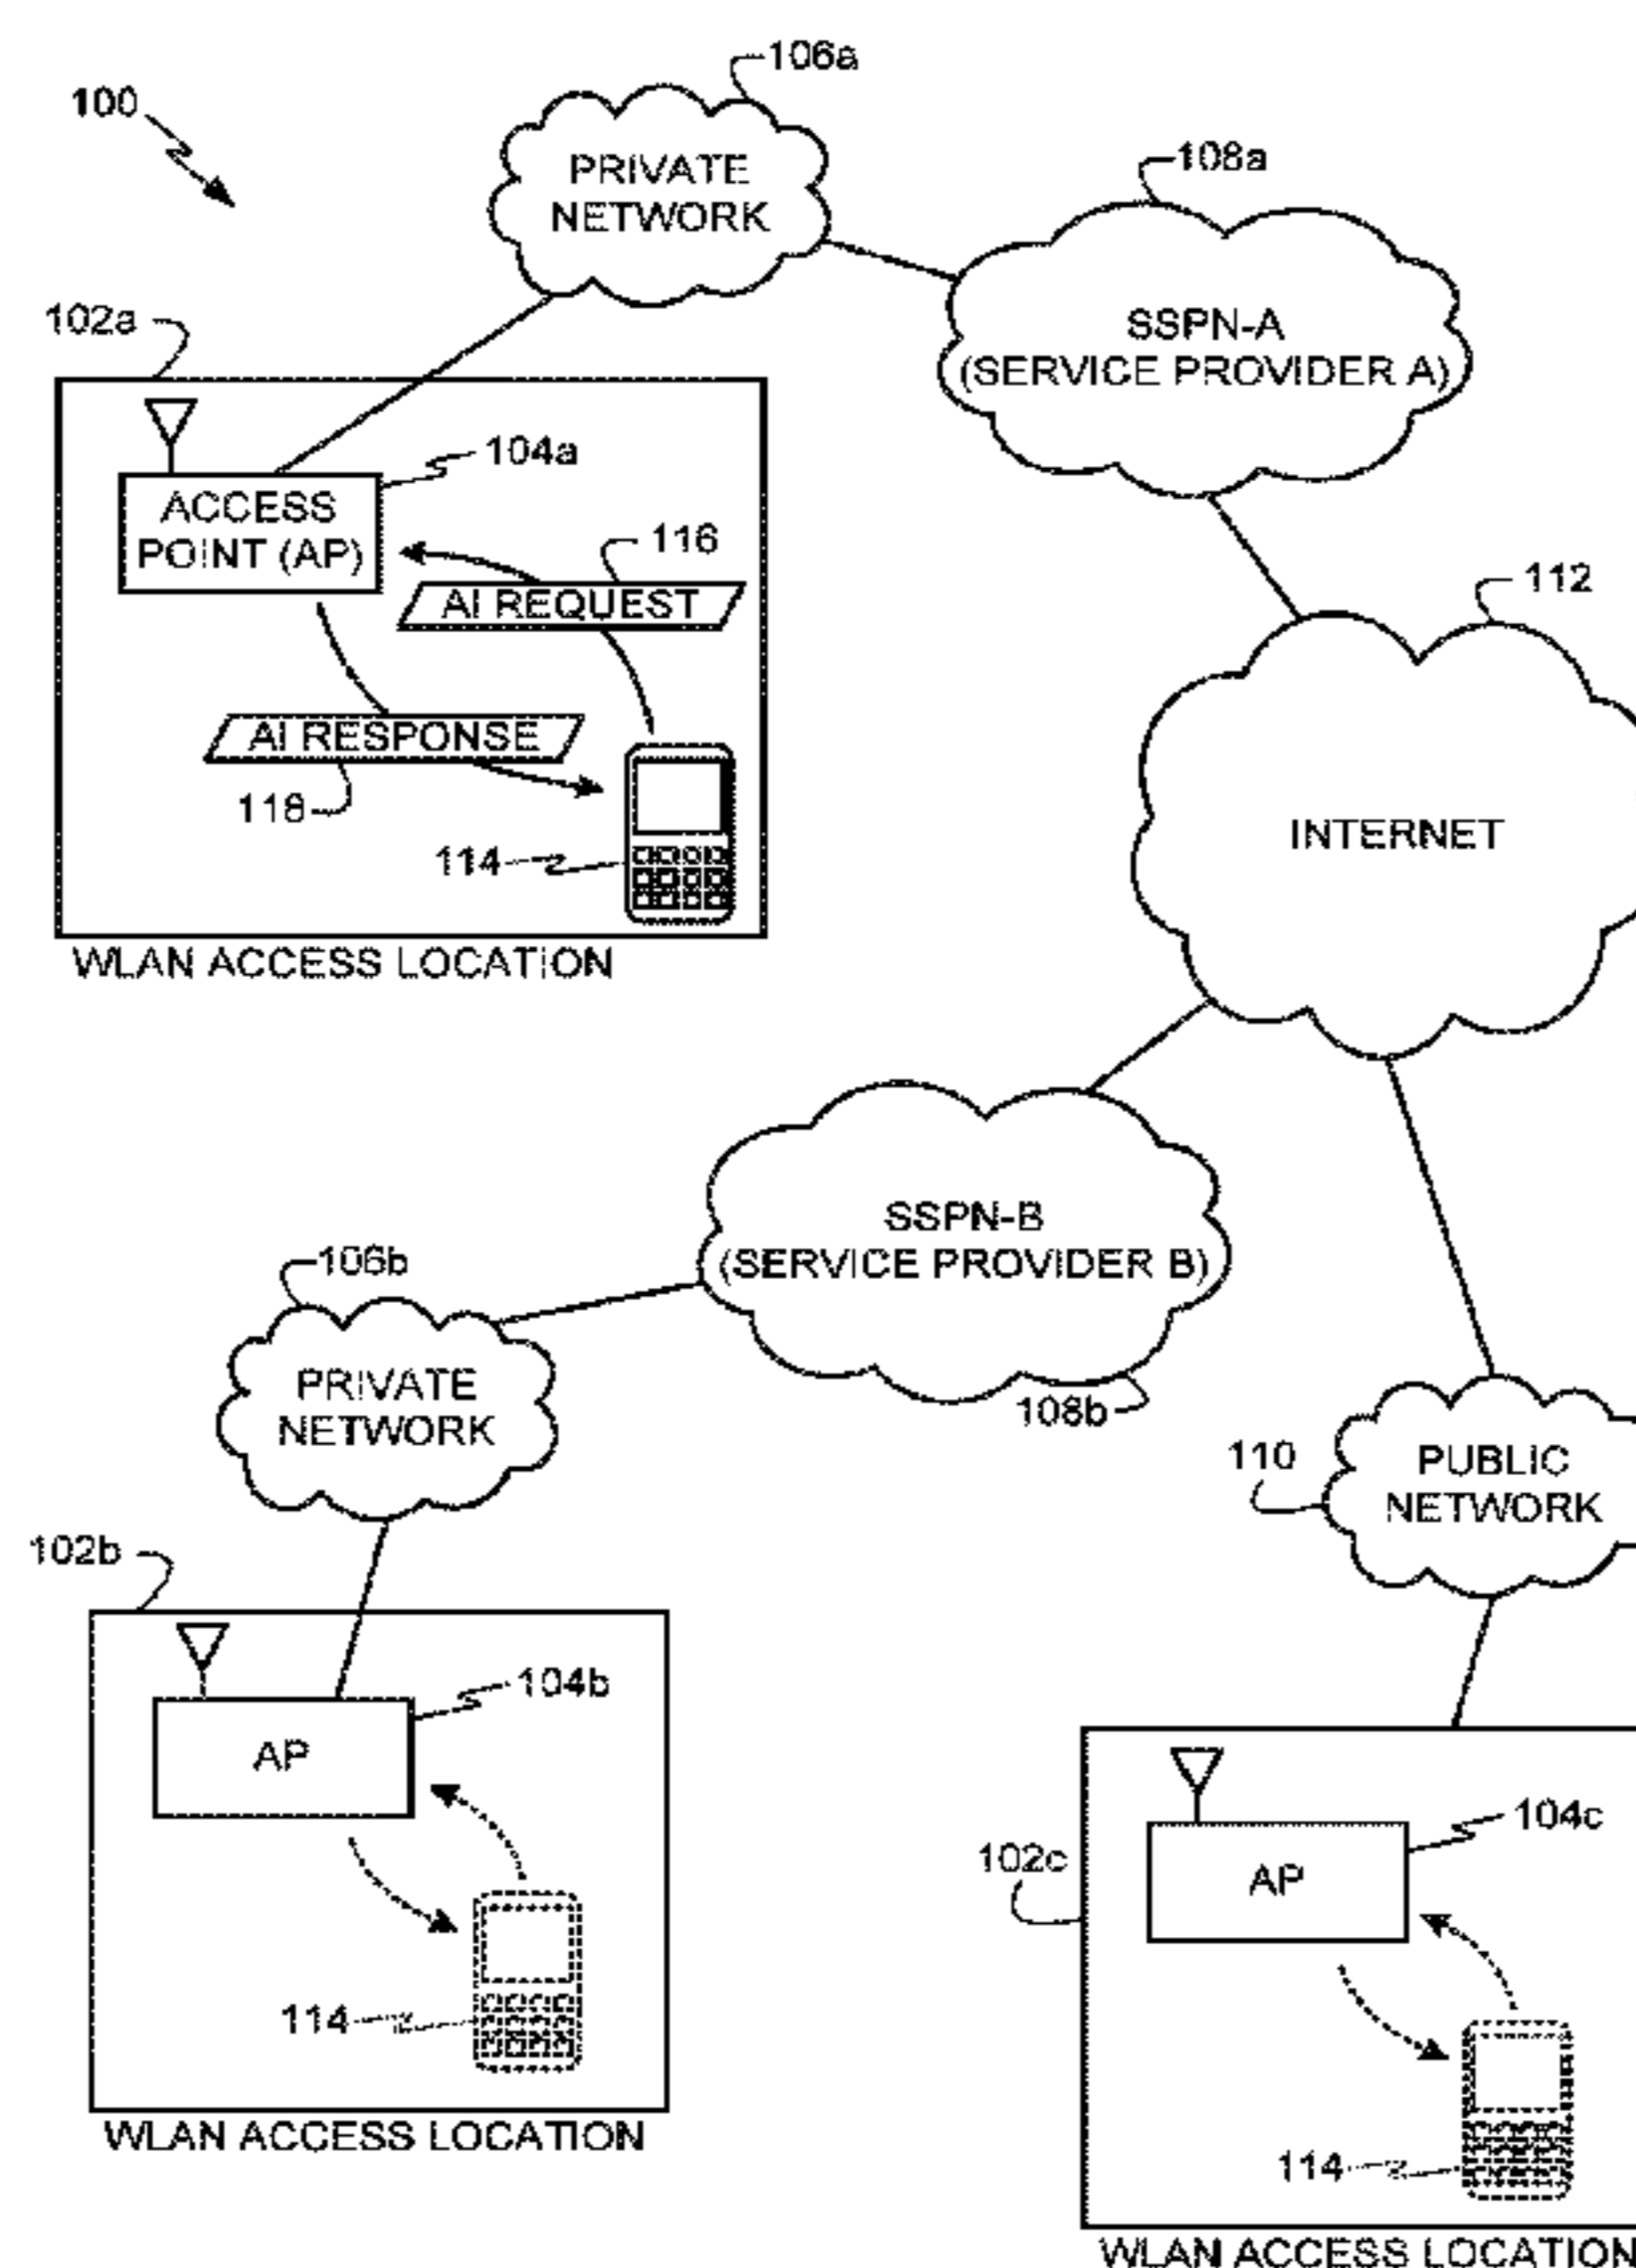 106a
100
PRIVATE
NETWORK
108a
SSPN-A
(SERVICE PROVIDER A)
102a
104a
ACCESS
POINT (AP)
116
AI REQUEST
112
AI RESPONSE
118
114
INTERNET
WLAN ACCESS LOCATION
SSPN-B
(SERVICE PROVIDER B)
106b
PRIVATE
NETWORK
108b
110
PUBLIC
NETWORK
102b
104b
AP
104c
102c
AP
114
WLAN ACCESS LOCATION
114
WLAN ACCESS LOCATION